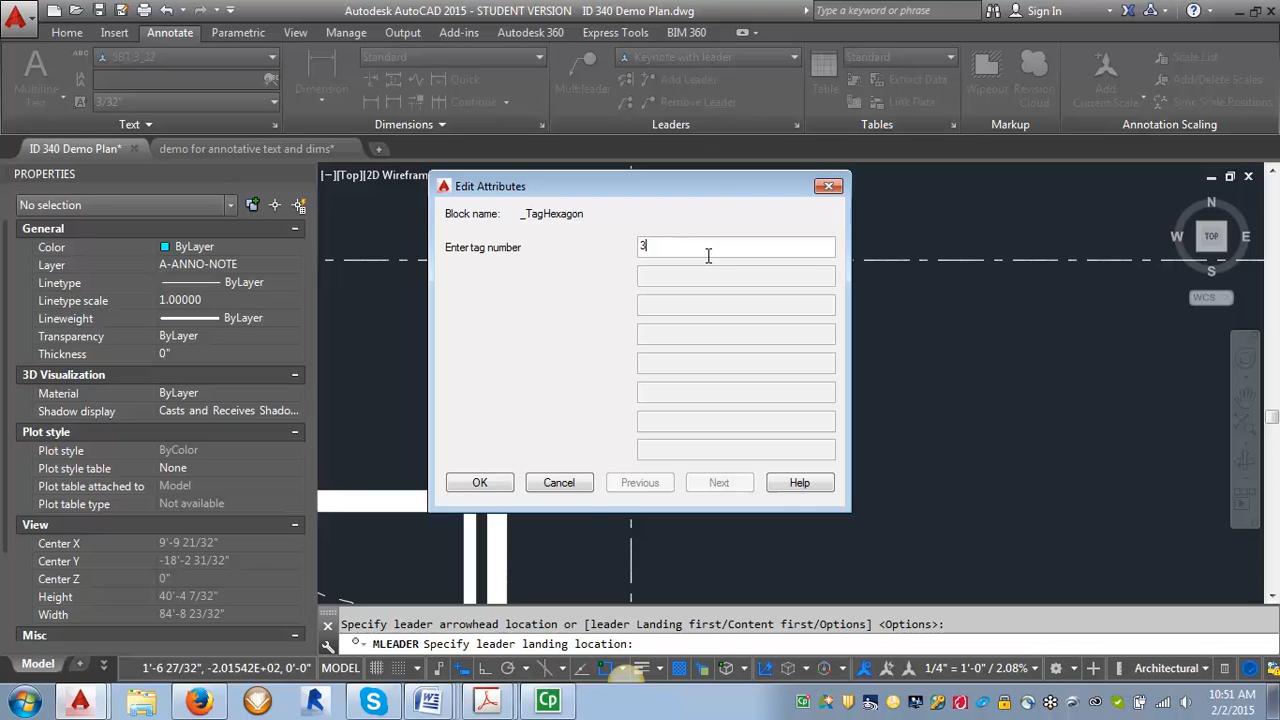 Autodesk AutoCAD 2015 - STUDENT VERSION   ID 340 Demo Plan.dwg
Type a keyword or phrase
Sign In
Home Insert Annotate Parametric View Manage Output Add-ins Autodesk 360 Express Tools BIM 360
ABC
SBT 3_32
Standard
Keynote with leader
Standard
Scale List
A
Quick
Add Leader
Extract Data
Add/Delete Scales
Multiline Text
3/32"
Dimension
Continue
Multileader
Remove Leader
Table
Link Data
Wipeout
Revision Cloud
Add Current Scale
Sync Scale Positions
Text
Dimensions
Leaders
Tables
Markup
Annotation Scaling
ID 340 Demo Plan*
demo for annotative text and dims*
PROPERTIES
[−][Top][2D Wirefram
No selection
General
Color ByLayer
Layer A-ANNO-NOTE
Linetype ByLayer
Linetype scale 1.00000
Lineweight ByLayer
Transparency ByLayer
Thickness 0"
3D Visualization
Material ByLayer
Shadow display Casts and Receives Shado...
Plot style
Plot style ByColor
Plot style table None
Plot table attached to Model
Plot table type Not available
View
Center X 9'-9 21/32"
Center Y -18'-2 31/32"
Center Z 0"
Height 40'-4 7/32"
Width 84'-8 23/32"
Misc
Edit Attributes
Block name: _TagHexagon
Enter tag number 3
OK Cancel Previous Next Help
N
W TOP E
S
WCS
Specify leader arrowhead location or [leader Landing first/Content first/Options] <Options>:
MLEADER Specify leader landing location:
Model
1'-6 27/32", -2.01542E+02, 0'-0"
MODEL
1/4" = 1'-0" / 2.08%
Architectural
10:51 AM
2/2/2015